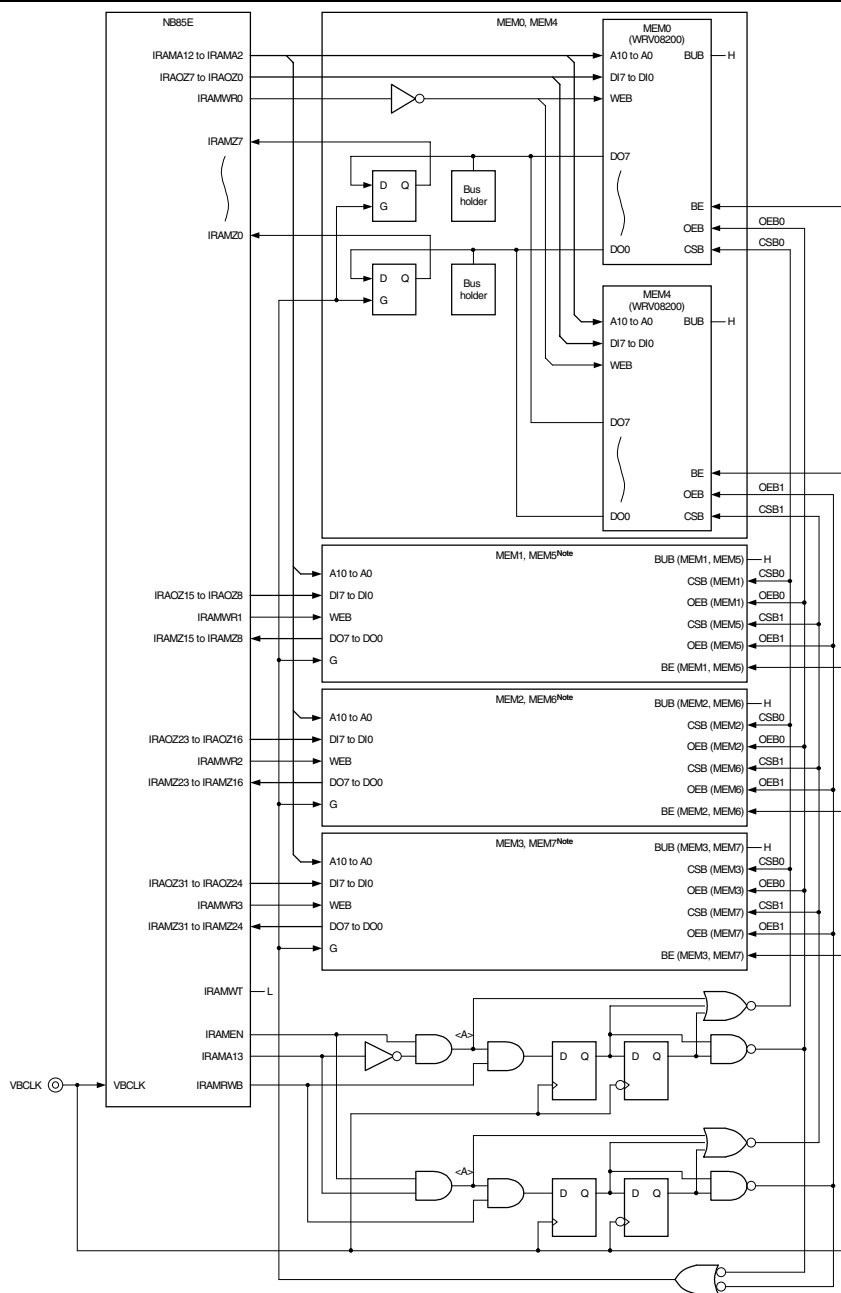 NB85E
MEM0, MEM4
MEM0
(WRV08200)
IRAMA12 to IRAMA2
A10 to A0
BUB
H
IRAOZ7 to IRAOZ0
DI7 to DI0
IRAMWR0
WEB
IRAMZ7
DO7
D Q
G
Bus
holder
BE
OEB
OEB0
IRAMZ0
DO0
CSB
CSB0
D Q
G
Bus
holder
MEM4
(WRV08200)
A10 to A0
BUB
H
DI7 to DI0
WEB
DO7
BE
OEB
OEB1
DO0
CSB
CSB1
MEM1, MEM5Note
BUB (MEM1, MEM5)
H
A10 to A0
CSB (MEM1)
CSB0
IRAOZ15 to IRAOZ8
DI7 to DI0
OEB (MEM1)
OEB0
IRAMWR1
WEB
CSB (MEM5)
CSB1
IRAMZ15 to IRAMZ8
DO7 to DO0
OEB (MEM5)
OEB1
G
BE (MEM1, MEM5)
MEM2, MEM6Note
BUB (MEM2, MEM6)
H
A10 to A0
CSB (MEM2)
CSB0
IRAOZ23 to IRAOZ16
DI7 to DI0
OEB (MEM2)
OEB0
IRAMWR2
WEB
CSB (MEM6)
CSB1
IRAMZ23 to IRAMZ16
DO7 to DO0
OEB (MEM6)
OEB1
G
BE (MEM2, MEM6)
MEM3, MEM7Note
BUB (MEM3, MEM7)
H
A10 to A0
CSB (MEM3)
CSB0
IRAOZ31 to IRAOZ24
DI7 to DI0
OEB (MEM3)
OEB0
IRAMWR3
WEB
CSB (MEM7)
CSB1
IRAMZ31 to IRAMZ24
DO7 to DO0
OEB (MEM7)
OEB1
G
BE (MEM3, MEM7)
IRAMWT
L
IRAMEN
<A>
IRAMA13
D Q
D Q
VBCLK
VBCLK
IRAMRWB
<A>
D Q
D Q